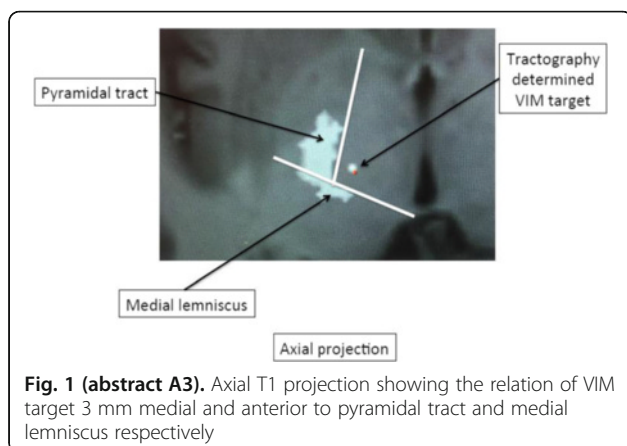 Pyramidal tract
Tractography
determined
VIM target
Medial lemniscus
Axial projection
Fig. 1 (abstract A3). Axial T1 projection showing the relation of VIM
target 3 mm medial and anterior to pyramidal tract and medial
lemniscus respectively